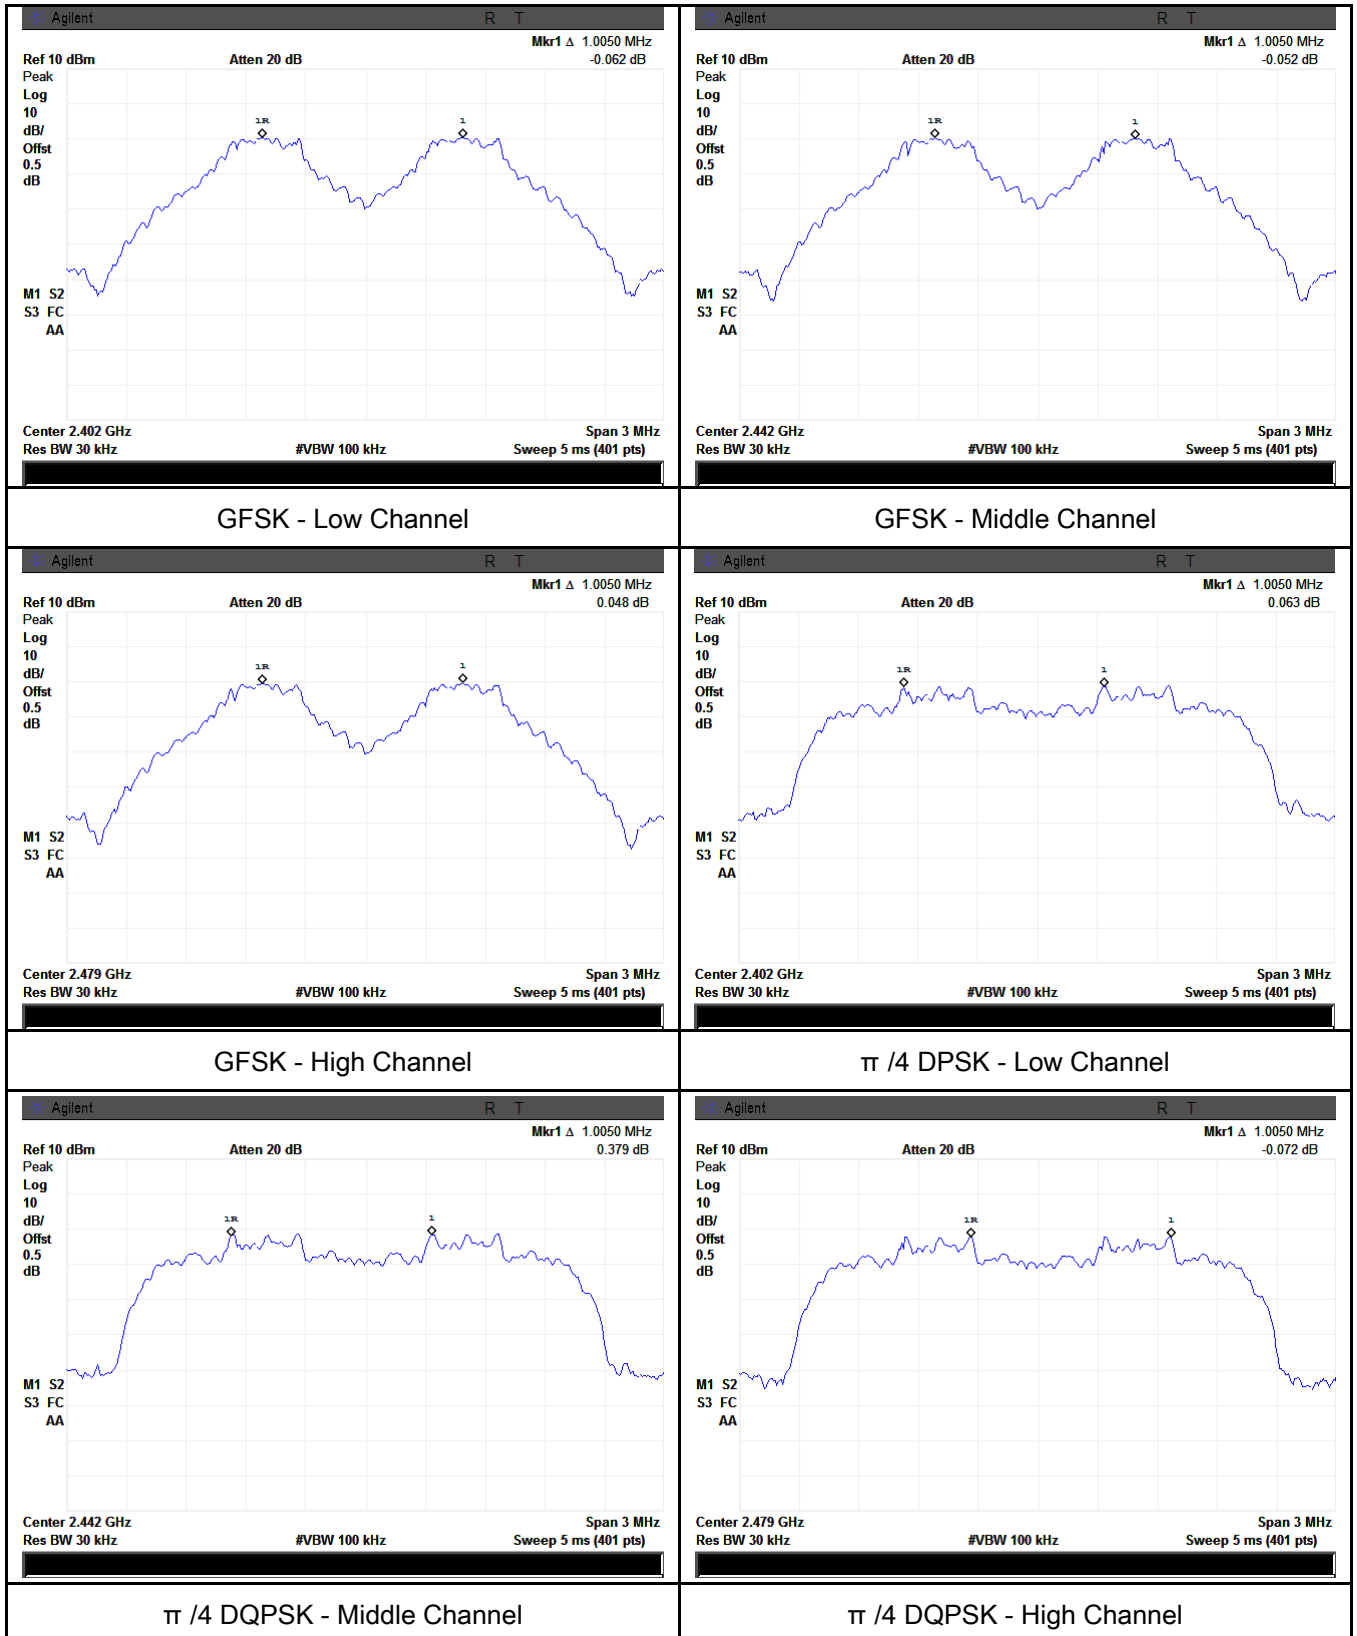 Agilent R T
Mkr1 Δ 1.0050 MHz
Ref 10 dBm Atten 20 dB -0.062 dB
Peak
Log
10
dB/
Offst
0.5
dB
1R 1
M1 S2
S3 FC
AA
Center 2.402 GHz Span 3 MHz
Res BW 30 kHz #VBW 100 kHz Sweep 5 ms (401 pts)
GFSK - Low Channel
Agilent R T
Mkr1 Δ 1.0050 MHz
Ref 10 dBm Atten 20 dB -0.052 dB
Peak
Log
10
dB/
Offst
0.5
dB
1R 1
M1 S2
S3 FC
AA
Center 2.442 GHz Span 3 MHz
Res BW 30 kHz #VBW 100 kHz Sweep 5 ms (401 pts)
GFSK - Middle Channel
Agilent R T
Mkr1 Δ 1.0050 MHz
Ref 10 dBm Atten 20 dB 0.048 dB
Peak
Log
10
dB/
Offst
0.5
dB
1R 1
M1 S2
S3 FC
AA
Center 2.479 GHz Span 3 MHz
Res BW 30 kHz #VBW 100 kHz Sweep 5 ms (401 pts)
GFSK - High Channel
Agilent R T
Mkr1 Δ 1.0050 MHz
Ref 10 dBm Atten 20 dB 0.063 dB
Peak
Log
10
dB/
Offst
0.5
dB
1R 1
M1 S2
S3 FC
AA
Center 2.402 GHz Span 3 MHz
Res BW 30 kHz #VBW 100 kHz Sweep 5 ms (401 pts)
π /4 DPSK - Low Channel
Agilent R T
Mkr1 Δ 1.0050 MHz
Ref 10 dBm Atten 20 dB 0.379 dB
Peak
Log
10
dB/
Offst
0.5
dB
1R 1
M1 S2
S3 FC
AA
Center 2.442 GHz Span 3 MHz
Res BW 30 kHz #VBW 100 kHz Sweep 5 ms (401 pts)
π /4 DQPSK - Middle Channel
Agilent R T
Mkr1 Δ 1.0050 MHz
Ref 10 dBm Atten 20 dB -0.072 dB
Peak
Log
10
dB/
Offst
0.5
dB
1R 1
M1 S2
S3 FC
AA
Center 2.479 GHz Span 3 MHz
Res BW 30 kHz #VBW 100 kHz Sweep 5 ms (401 pts)
π /4 DQPSK - High Channel